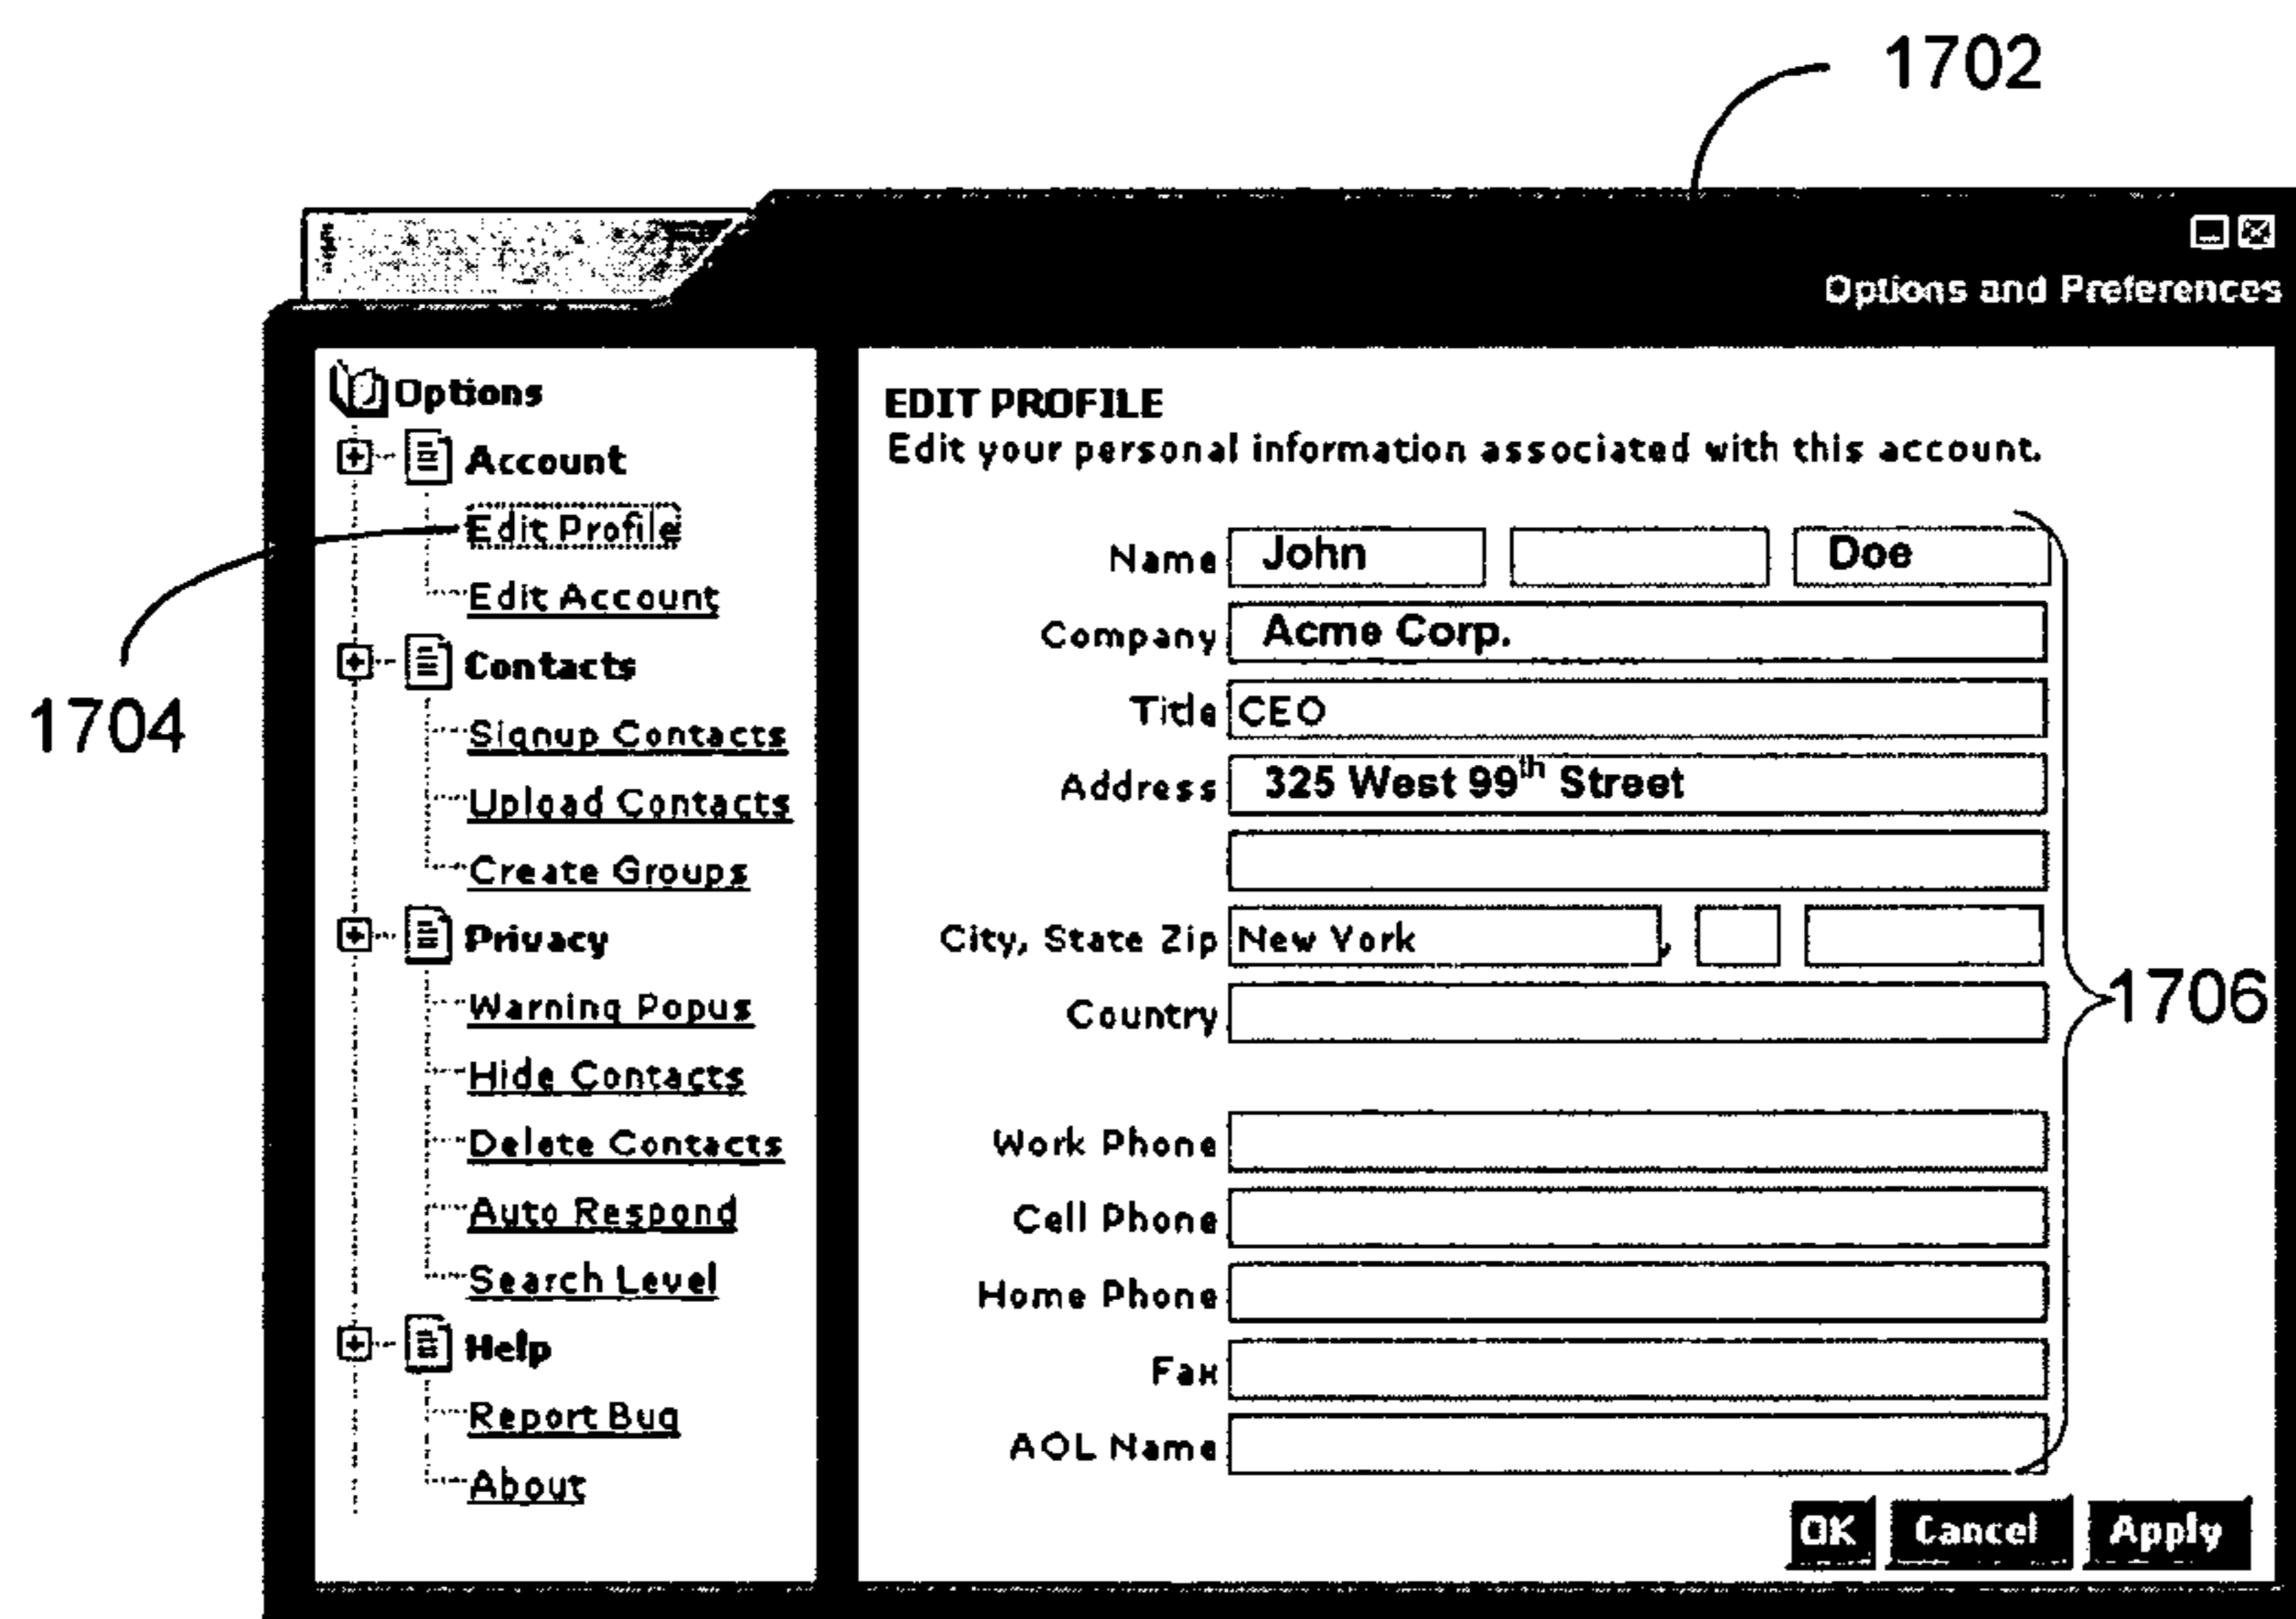 1702
Options and Preferences
Options
Account
Edit Profile
Edit Account
Contacts
Signup Contacts
Upload Contacts
Create Groups
Privacy
Warning Popups
Hide Contacts
Delete Contacts
Auto Respond
Search Level
Help
Report Bug
About
1704
EDIT PROFILE
Edit your personal information associated with this account.
Name John Doe
Company Acme Corp.
Title CEO
Address 325 West 99th Street
City, State Zip New York ,
Country
Work Phone
Cell Phone
Home Phone
Fax
AOL Name
1706
OK Cancel Apply